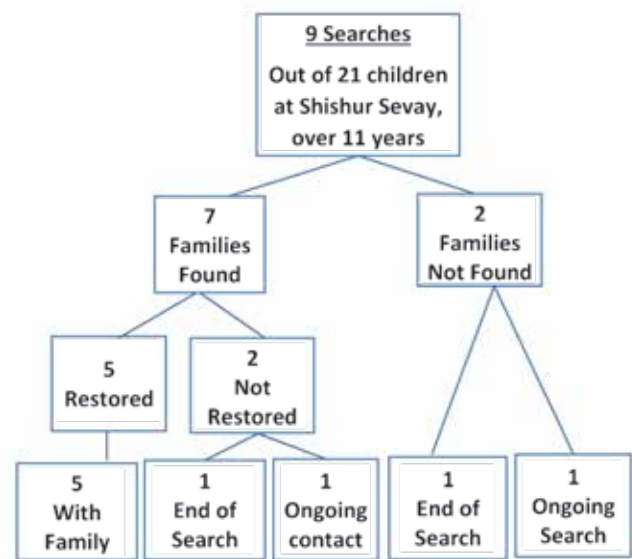 9 Searches
Out of 21 children
at Shishur Sevay,
over 11 years
7
Families
Found
2
Families
Not Found
5
Restored
2
Not
Restored
5
With
Family
1
End of
Search
1
Ongoing
contact
1
End of
Search
1
Ongoing
Search